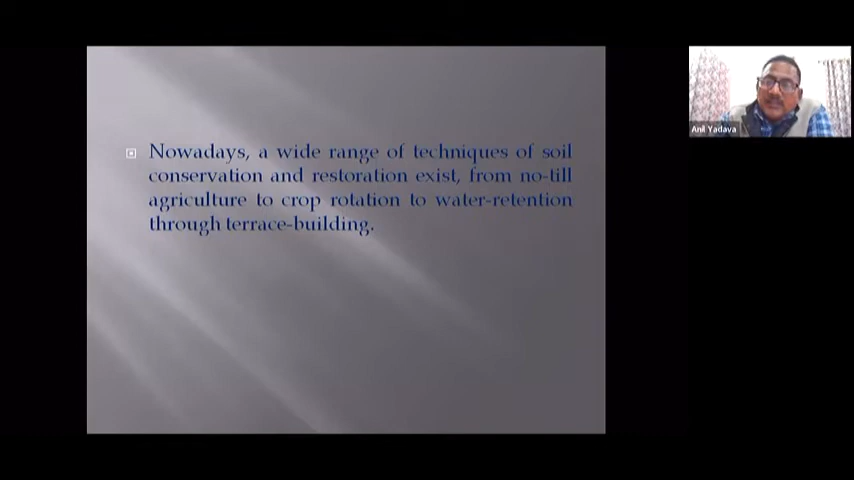 Nowadays, a wide range of techniques of soil
conservation and restoration exist, from no-till
agriculture to crop rotation to water-retention
through terrace-building.
Anil Yadava